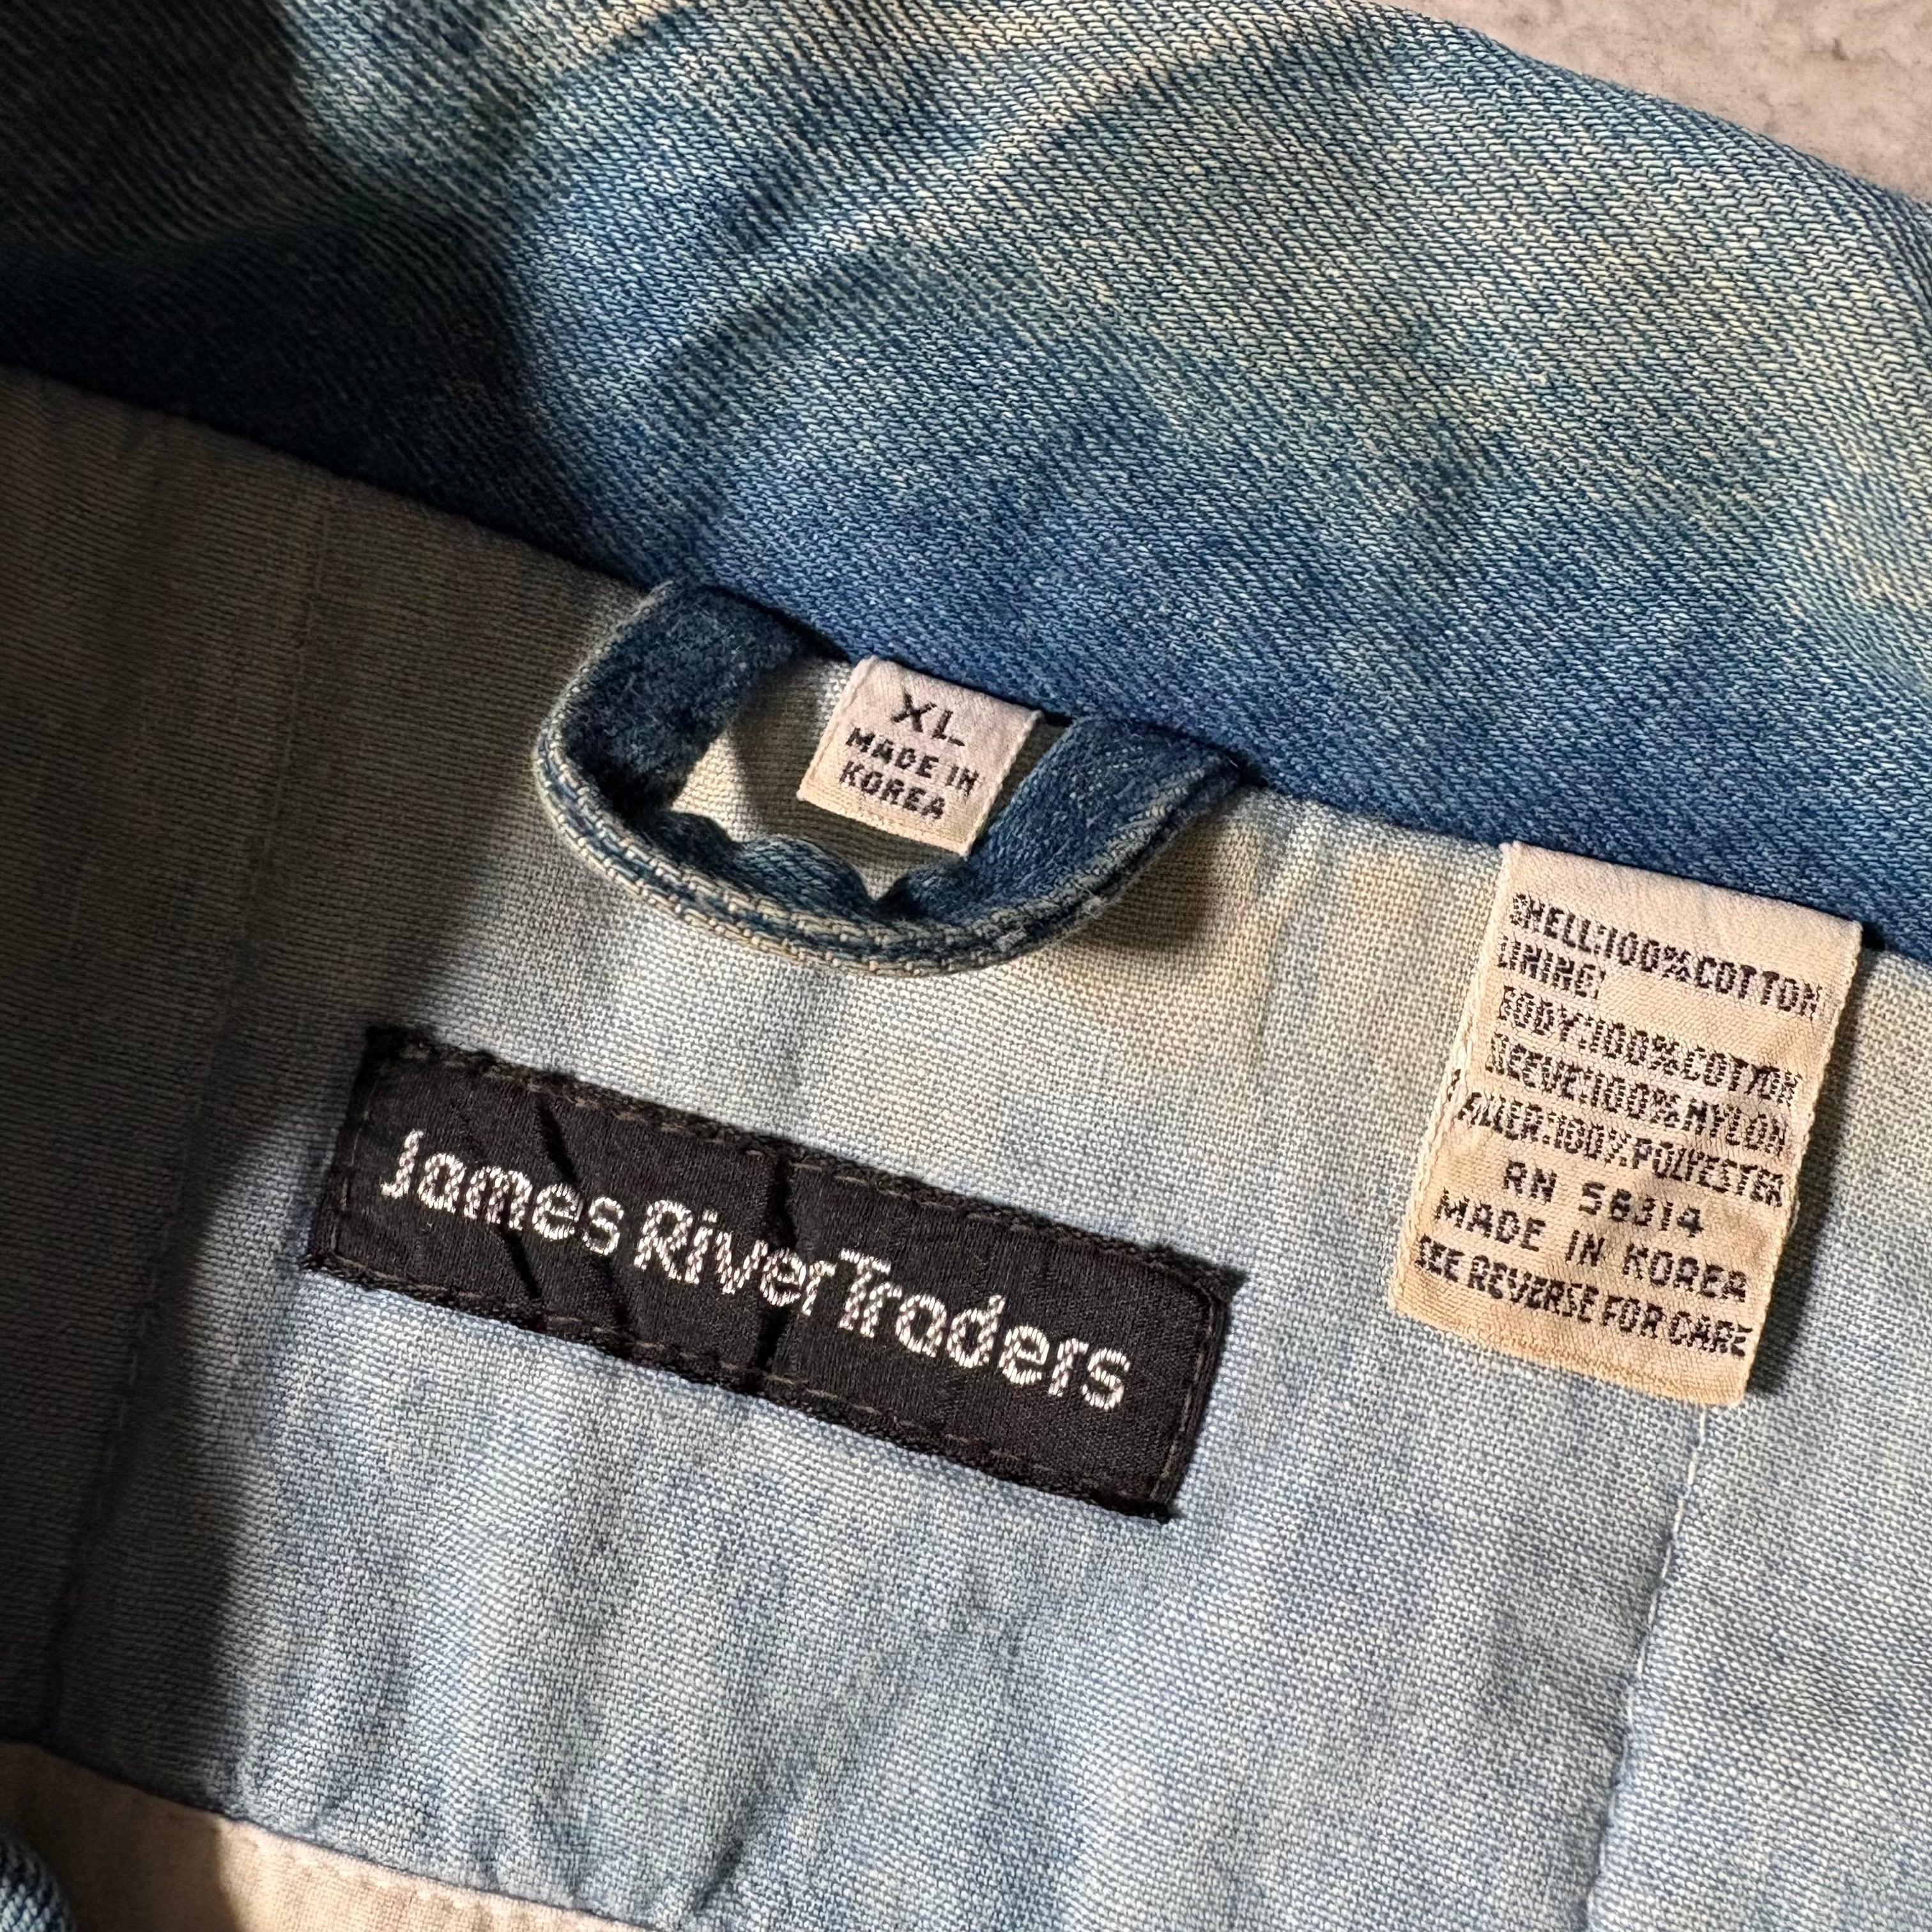 XL
MADE IN
KOREA
James River Traders
SHELL:100%COTTON
LINING:
BODY:100%COTTON
SLEEVE:100%NYLON
FILLER:100%POLYESTER
RN 58314
MADE IN KOREA
SEE REVERSE FOR CARE